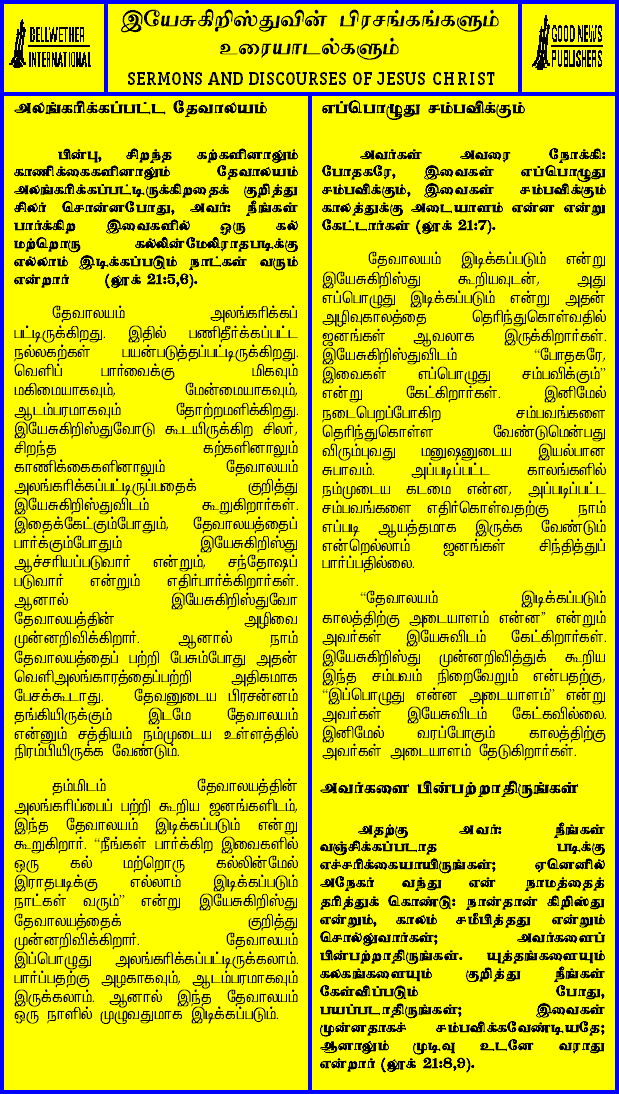 BELLWETHER
INTERNATIONAL
இயேசுகிறிஸ்துவின் பிரசங்கங்களும்
உரையாடல்களும்
SERMONS AND DISCOURSES OF JESUS CHRIST
GOOD NEWS
PUBLISHERS
அலங்கரிக்கப்பட்ட தேவாலயம்
பின்பு, சிறந்த கற்களினாலும்
காணிக்கைகளினாலும் தேவாலயம்
அலங்கரிக்கப்பட்டிருக்கிறதைக் குறித்து
சிலர் சொன்னபோது, அவர்: நீங்கள்
பார்க்கிற இவைகளில் ஒரு கல்
மற்றொரு கல்லின்மேலிராதபடிக்கு
எல்லாம் இடிக்கப்படும் நாட்கள் வரும்
என்றார் (லூக் 21:5,6).
தேவாலயம் அலங்கரிக்கப்
பட்டிருக்கிறது. இதில் பணிதீர்க்கப்பட்ட
நல்லகற்கள் பயன்படுத்தப்பட்டிருக்கிறது.
வெளிப் பார்வைக்கு மிகவும்
மகிமையாகவும், மேன்மையாகவும்,
ஆடம்பரமாகவும் தோற்றமளிக்கிறது.
இயேசுகிறிஸ்துவோடு கூடயிருக்கிற சிலர்,
சிறந்த கற்களினாலும்
காணிக்கைகளினாலும் தேவாலயம்
அலங்கரிக்கப்பட்டிருப்பதைக் குறித்து
இயேசுகிறிஸ்துவிடம் கூறுகிறார்கள்.
இதைக்கேட்கும்போதும், தேவாலயத்தைப்
பார்க்கும்போதும் இயேசுகிறிஸ்து
ஆச்சரியப்படுவார் என்றும், சந்தோஷப்
படுவார் என்றும் எதிர்பார்க்கிறார்கள்.
ஆனால் இயேசுகிறிஸ்துவோ
தேவாலயத்தின் அழிவை
முன்னறிவிக்கிறார். ஆனால் நாம்
தேவாலயத்தைப் பற்றி பேசும்போது அதன்
வெளிஅலங்காரத்தைப்பற்றி அதிகமாக
பேசக்கூடாது. தேவனுடைய பிரசன்னம்
தங்கியிருக்கும் இடமே தேவாலயம்
என்னும் சத்தியம் நம்முடைய உள்ளத்தில்
நிரம்பியிருக்க வேண்டும்.
தம்மிடம் தேவாலயத்தின்
அலங்கரிப்பைப் பற்றி கூறிய ஜனங்களிடம்,
இந்த தேவாலயம் இடிக்கப்படும் என்று
கூறுகிறார். “நீங்கள் பார்க்கிற இவைகளில்
ஒரு கல் மற்றொரு கல்லின்மேல்
இராதபடிக்கு எல்லாம் இடிக்கப்படும்
நாட்கள் வரும்” என்று இயேசுகிறிஸ்து
தேவாலயத்தைக் குறித்து
முன்னறிவிக்கிறார். தேவாலயம்
இப்பொழுது அலங்கரிக்கப்பட்டிருக்கலாம்.
பார்ப்பதற்கு அழகாகவும், ஆடம்பரமாகவும்
இருக்கலாம். ஆனால் இந்த தேவாலயம்
ஒரு நாளில் முழுவதுமாக இடிக்கப்படும்.
எப்பொழுது சம்பவிக்கும்
அவர்கள் அவரை நோக்கி:
போதகரே, இவைகள் எப்பொழுது
சம்பவிக்கும், இவைகள் சம்பவிக்கும்
காலத்துக்கு அடையாளம் என்ன என்று
கேட்டார்கள் (லூக் 21:7).
தேவாலயம் இடிக்கப்படும் என்று
இயேசுகிறிஸ்து கூறியவுடன், அது
எப்பொழுது இடிக்கப்படும் என்று அதன்
அழிவுகாலத்தை தெரிந்துகொள்வதில்
ஜனங்கள் ஆவலாக இருக்கிறார்கள்.
இயேசுகிறிஸ்துவிடம் “போதகரே,
இவைகள் எப்பொழுது சம்பவிக்கும்”
என்று கேட்கிறார்கள். இனிமேல்
நடைபெறப்போகிற சம்பவங்களை
தெரிந்துகொள்ள வேண்டுமென்பது
விரும்புவது மனுஷனுடைய இயல்பான
சுபாவம். அப்படிப்பட்ட காலங்களில்
நம்முடைய கடமை என்ன, அப்படிப்பட்ட
சம்பவங்களை எதிர்கொள்வதற்கு நாம்
எப்படி ஆயத்தமாக இருக்க வேண்டும்
என்றெல்லாம் ஜனங்கள் சிந்தித்துப்
பார்ப்பதில்லை.
“தேவாலயம் இடிக்கப்படும்
காலத்திற்கு அடையாளம் என்ன” என்றும்
அவர்கள் இயேசுவிடம் கேட்கிறார்கள்.
இயேசுகிறிஸ்து முன்னறிவித்துக் கூறிய
இந்த சம்பவம் நிறைவேறும் என்பதற்கு,
“இப்பொழுது என்ன அடையாளம்” என்று
அவர்கள் இயேசுவிடம் கேட்கவில்லை.
இனிமேல் வரப்போகும் காலத்திற்கு
அவர்கள் அடையாளம் தேடுகிறார்கள்.
அவர்களை பின்பற்றாதிருங்கள்
அதற்கு அவர்: நீங்கள்
வஞ்சிக்கப்படாத படிக்கு
எச்சரிக்கையாயிருங்கள்; ஏனெனில்
அநேகர் வந்து என் நாமத்தைத்
தரித்துக் கொண்டு: நான்தான் கிறிஸ்து
என்றும், காலம் சமீபித்தது என்றும்
சொல்லுவார்கள்; அவர்களைப்
பின்பற்றாதிருங்கள். யுத்தங்களையும்
கலகங்களையும் குறித்து நீங்கள்
கேள்விப்படும் போது,
பயப்படாதிருங்கள்; இவைகள்
முன்னதாகச் சம்பவிக்கவேண்டியதே;
ஆனாலும் முடிவு உடனே வராது
என்றார் (லூக் 21:8,9).